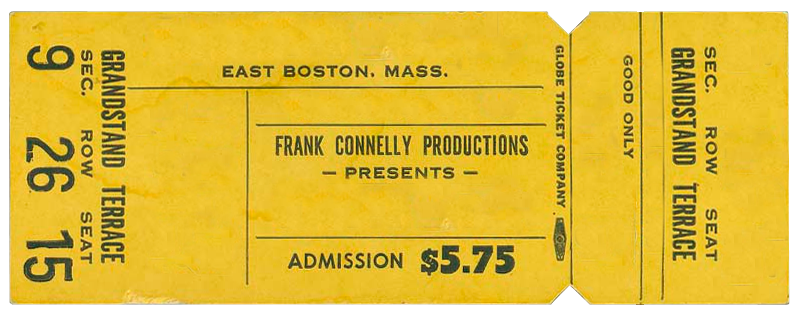 GRANDSTAND TERRACE
SEC. ROW SEAT
9 26 15
EAST BOSTON, MASS.
FRANK CONNELLY PRODUCTIONS
— PRESENTS —
ADMISSION $5.75
GLOBE TICKET COMPANY
GOOD ONLY
SEC. ROW SEAT
GRANDSTAND TERRACE